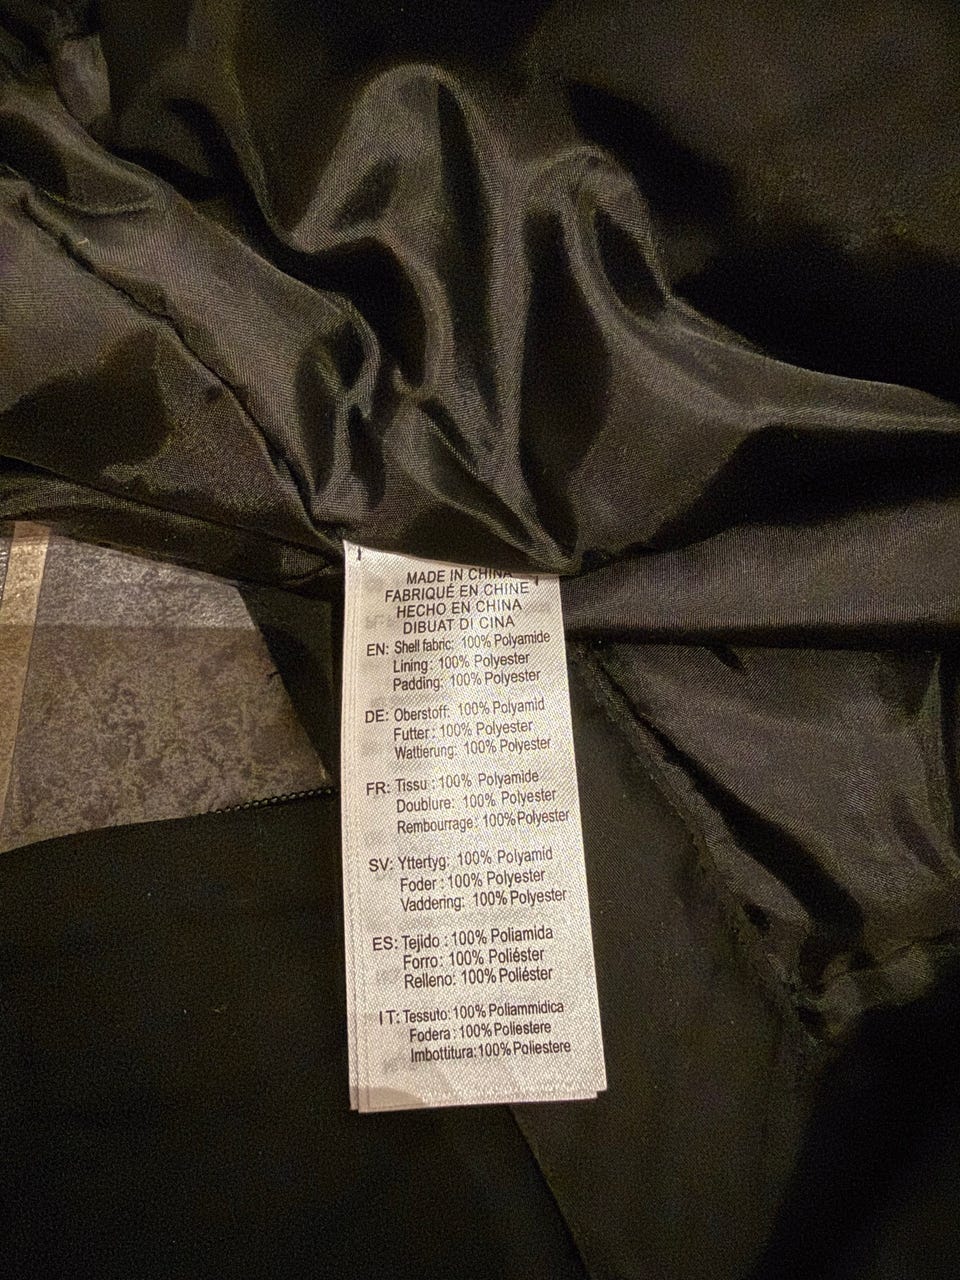 MADE IN CHINA
FABRIQUÉ EN CHINE
HECHO EN CHINA
DIBUAT DI CINA
EN: Shell fabric: 100% Polyamide
Lining: 100% Polyester
Padding: 100% Polyester
DE: Oberstoff: 100% Polyamid
Futter: 100% Polyester
Wattierung: 100% Polyester
FR: Tissu : 100% Polyamide
Doublure: 100% Polyester
Rembourrage: 100% Polyester
SV: Yttertyg: 100% Polyamid
Foder : 100% Polyester
Vaddering: 100% Polyester
ES: Tejido : 100% Poliamida
Forro: 100% Poliéster
Relleno: 100% Poliéster
IT: Tessuto: 100% Poliammidica
Fodera : 100% Poliestere
Imbottitura: 100% Poliestere